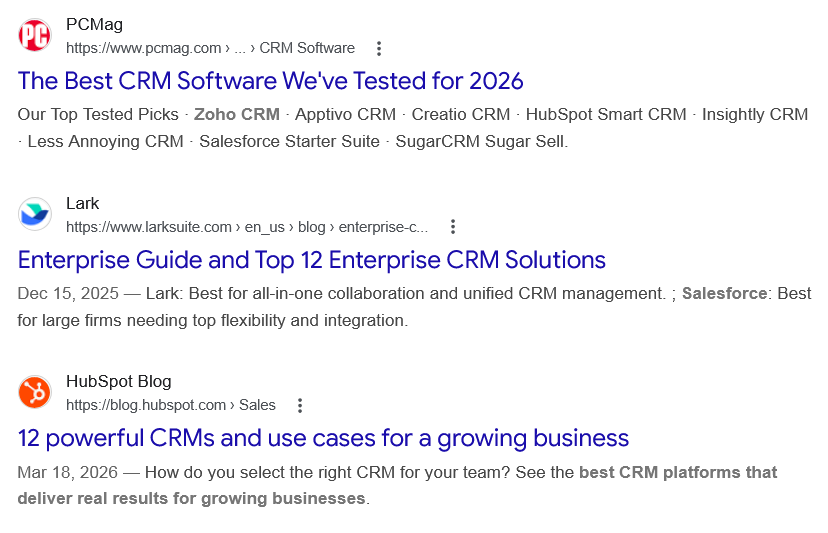 PC
PCMag
https://www.pcmag.com › ... › CRM Software
The Best CRM Software We've Tested for 2026
Our Top Tested Picks · Zoho CRM · Apptivo CRM · Creatio CRM · HubSpot Smart CRM · Insightly CRM
· Less Annoying CRM · Salesforce Starter Suite · SugarCRM Sugar Sell.
Lark
https://www.larksuite.com › en_us › blog › enterprise-c...
Enterprise Guide and Top 12 Enterprise CRM Solutions
Dec 15, 2025 — Lark: Best for all-in-one collaboration and unified CRM management. ; Salesforce: Best
for large firms needing top flexibility and integration.
HubSpot Blog
https://blog.hubspot.com › Sales
12 powerful CRMs and use cases for a growing business
Mar 18, 2026 — How do you select the right CRM for your team? See the best CRM platforms that
deliver real results for growing businesses.